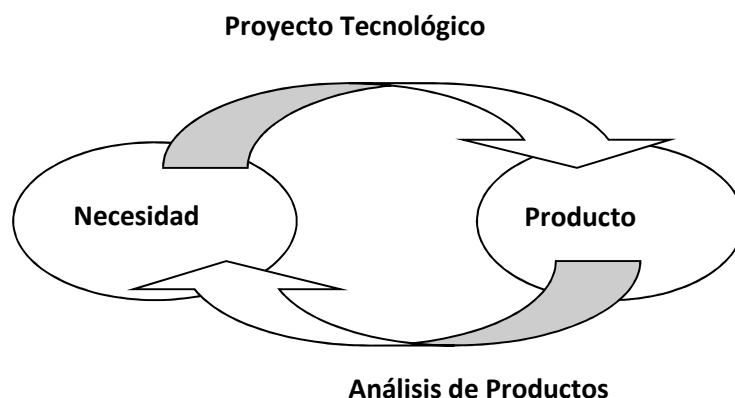 Proyecto Tecnológico
Necesidad
Producto
Análisis de Productos